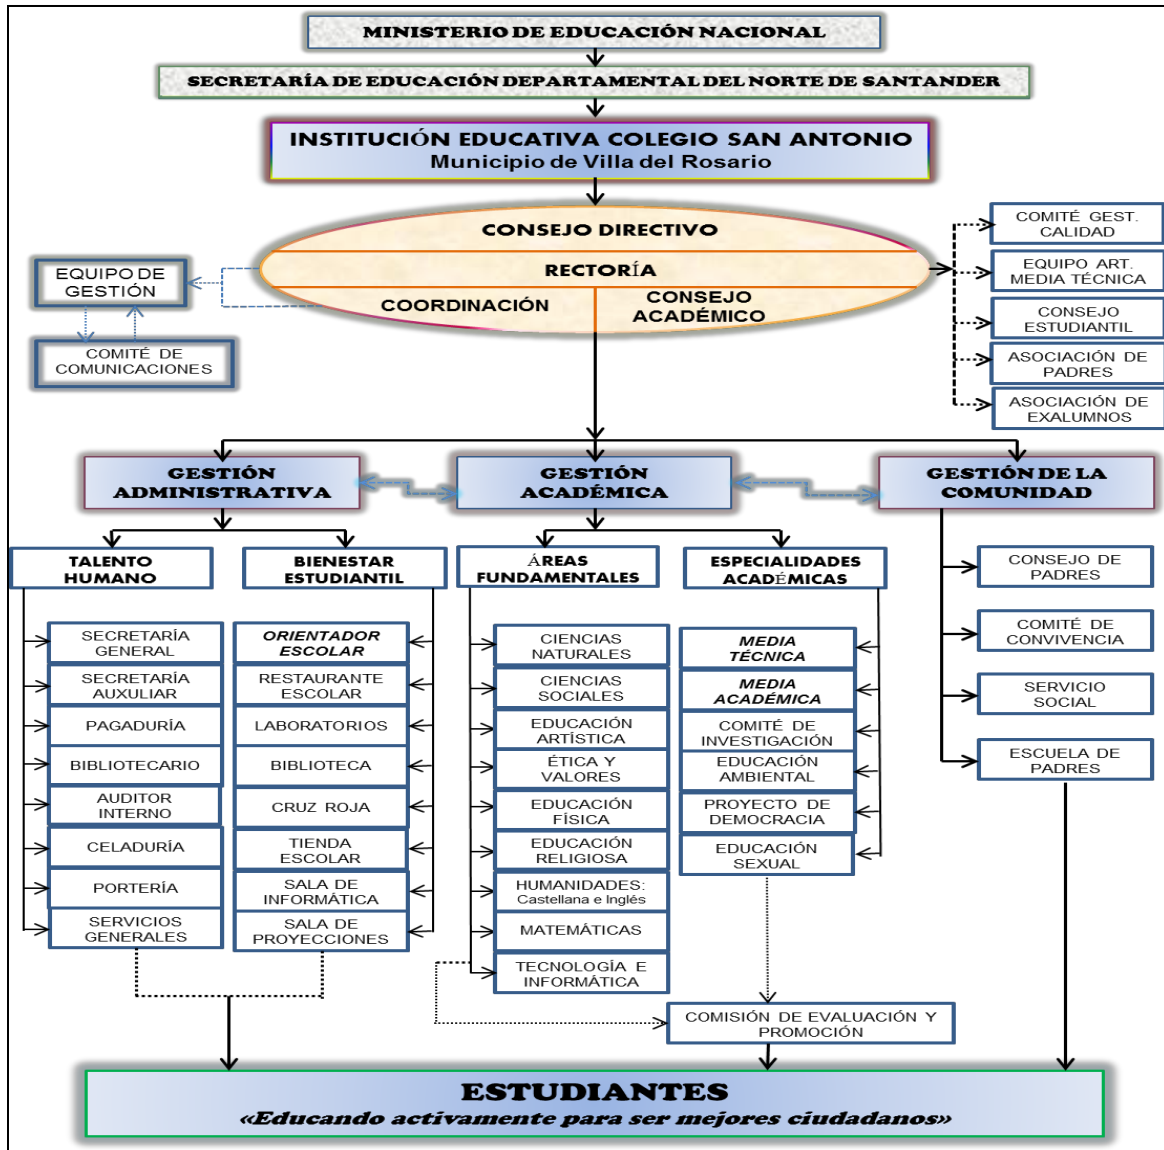 MINISTERIO DE EDUCACIÓN NACIONAL
SECRETARÍA DE EDUCACIÓN DEPARTAMENTAL DEL NORTE DE SANTANDER
INSTITUCIÓN EDUCATIVA COLEGIO SAN ANTONIO
Municipio de Villa del Rosario
CONSEJO DIRECTIVO
RECTORÍA
COORDINACIÓN
CONSEJO
ACADÉMICO
EQUIPO DE
GESTIÓN
COMITÉ DE
COMUNICACIONES
COMITÉ GEST.
CALIDAD
EQUIPO ART.
MEDIA TÉCNICA
CONSEJO
ESTUDIANTIL
ASOCIACIÓN DE
PADRES
ASOCIACIÓN DE
EXALUMNOS
GESTIÓN
ADMINISTRATIVA
GESTIÓN
ACADÉMICA
GESTIÓN DE LA
COMUNIDAD
TALENTO
HUMANO
BIENESTAR
ESTUDIANTIL
ÁREAS
FUNDAMENTALES
ESPECIALIDADES
ACADÉMICAS
SECRETARÍA
GENERAL
SECRETARÍA
AUXULIAR
PAGADURÍA
BIBLIOTECARIO
AUDITOR
INTERNO
CELADURÍA
PORTERÍA
SERVICIOS
GENERALES
ORIENTADOR
ESCOLAR
RESTAURANTE
ESCOLAR
LABORATORIOS
BIBLIOTECA
CRUZ ROJA
TIENDA
ESCOLAR
SALA DE
INFORMÁTICA
SALA DE
PROYECCIONES
CIENCIAS
NATURALES
CIENCIAS
SOCIALES
EDUCACIÓN
ARTÍSTICA
ÉTICA Y
VALORES
EDUCACIÓN
FÍSICA
EDUCACIÓN
RELIGIOSA
HUMANIDADES:
Castellana e Inglés
MATEMÁTICAS
TECNOLOGÍA E
INFORMÁTICA
MEDIA
TÉCNICA
MEDIA
ACADÉMICA
COMITÉ DE
INVESTIGACIÓN
EDUCACIÓN
AMBIENTAL
PROYECTO DE
DEMOCRACIA
EDUCACIÓN
SEXUAL
CONSEJO DE
PADRES
COMITÉ DE
CONVIVENCIA
SERVICIO
SOCIAL
ESCUELA DE
PADRES
COMISIÓN DE EVALUACIÓN Y
PROMOCIÓN
ESTUDIANTES
«Educando activamente para ser mejores ciudadanos»